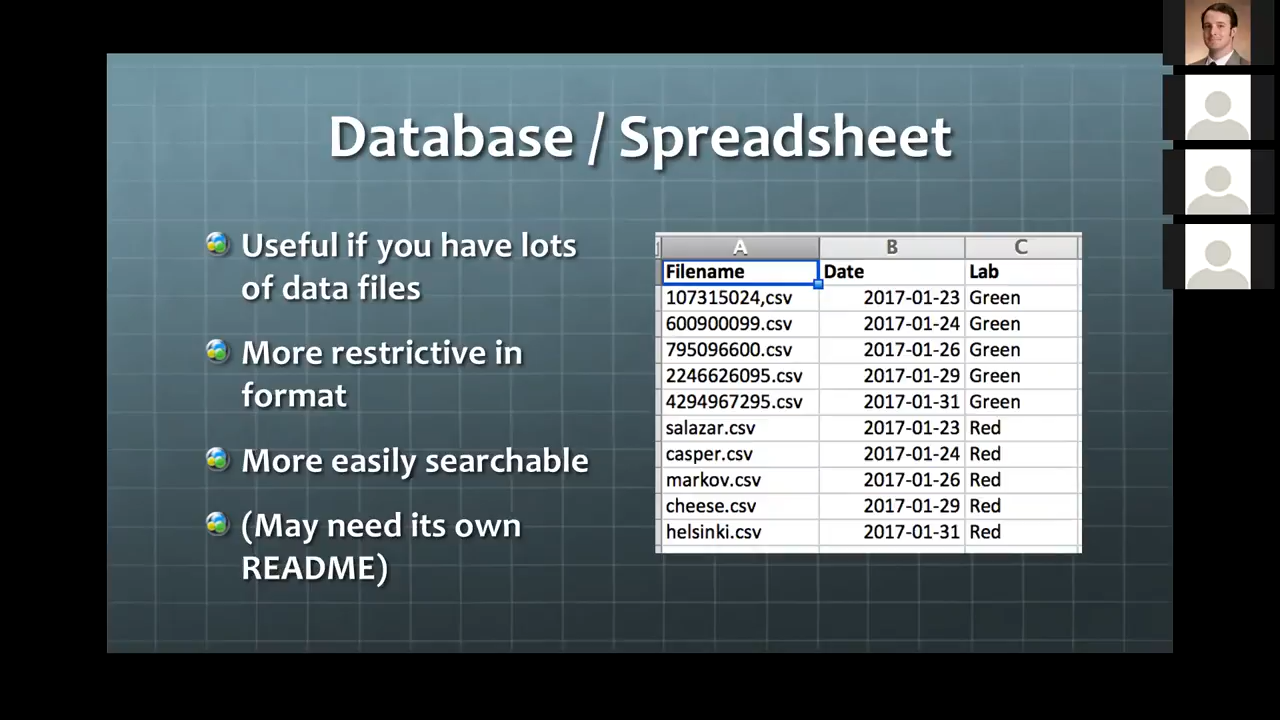 Database / Spreadsheet
Useful if you have lots
of data files
More restrictive in
format
More easily searchable
(May need its own
README)
A B C
Filename Date Lab
107315024,csv 2017-01-23 Green
600900099.csv 2017-01-24 Green
795096600.csv 2017-01-26 Green
2246626095.csv 2017-01-29 Green
4294967295.csv 2017-01-31 Green
salazar.csv 2017-01-23 Red
casper.csv 2017-01-24 Red
markov.csv 2017-01-26 Red
cheese.csv 2017-01-29 Red
helsinki.csv 2017-01-31 Red